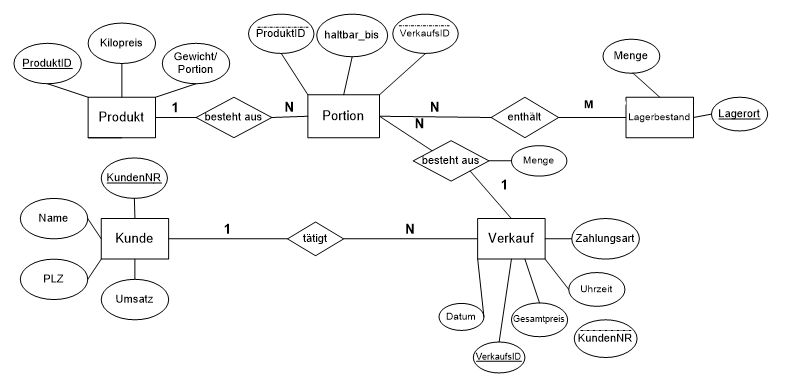 ProduktID
Kilopreis
Gewicht/
Portion
ProduktID
haltbar_bis
VerkaufsID
Menge
Produkt
1
besteht aus
N
Portion
N
enthält
M
Lagerbestand
Lagerort
N
besteht aus
Menge
1
KundenNR
Name
Kunde
1
tätigt
N
Verkauf
Zahlungsart
PLZ
Umsatz
Datum
VerkaufsID
Gesamtpreis
Uhrzeit
KundenNR